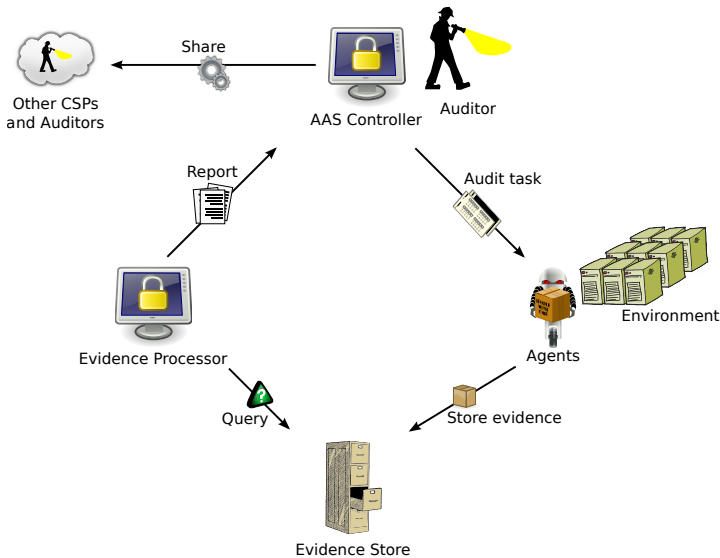 Share
Other CSPs
and Auditors
AAS Controller
Auditor
Report
Audit task
Environment
Evidence Processor
Agents
Query
Store evidence
Evidence Store
?